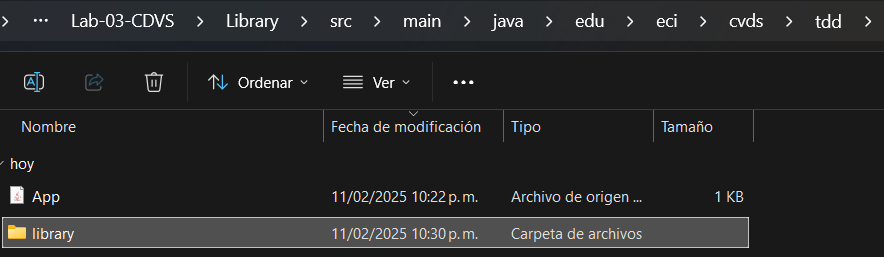 > ··· Lab-03-CDVS > Library > src > main > java > edu > eci > cvds > tdd >
A Ordenar Ver ···
Nombre Fecha de modificación Tipo Tamaño
hoy
App 11/02/2025 10:22 p. m. Archivo de origen ... 1 KB
library 11/02/2025 10:30 p. m. Carpeta de archivos